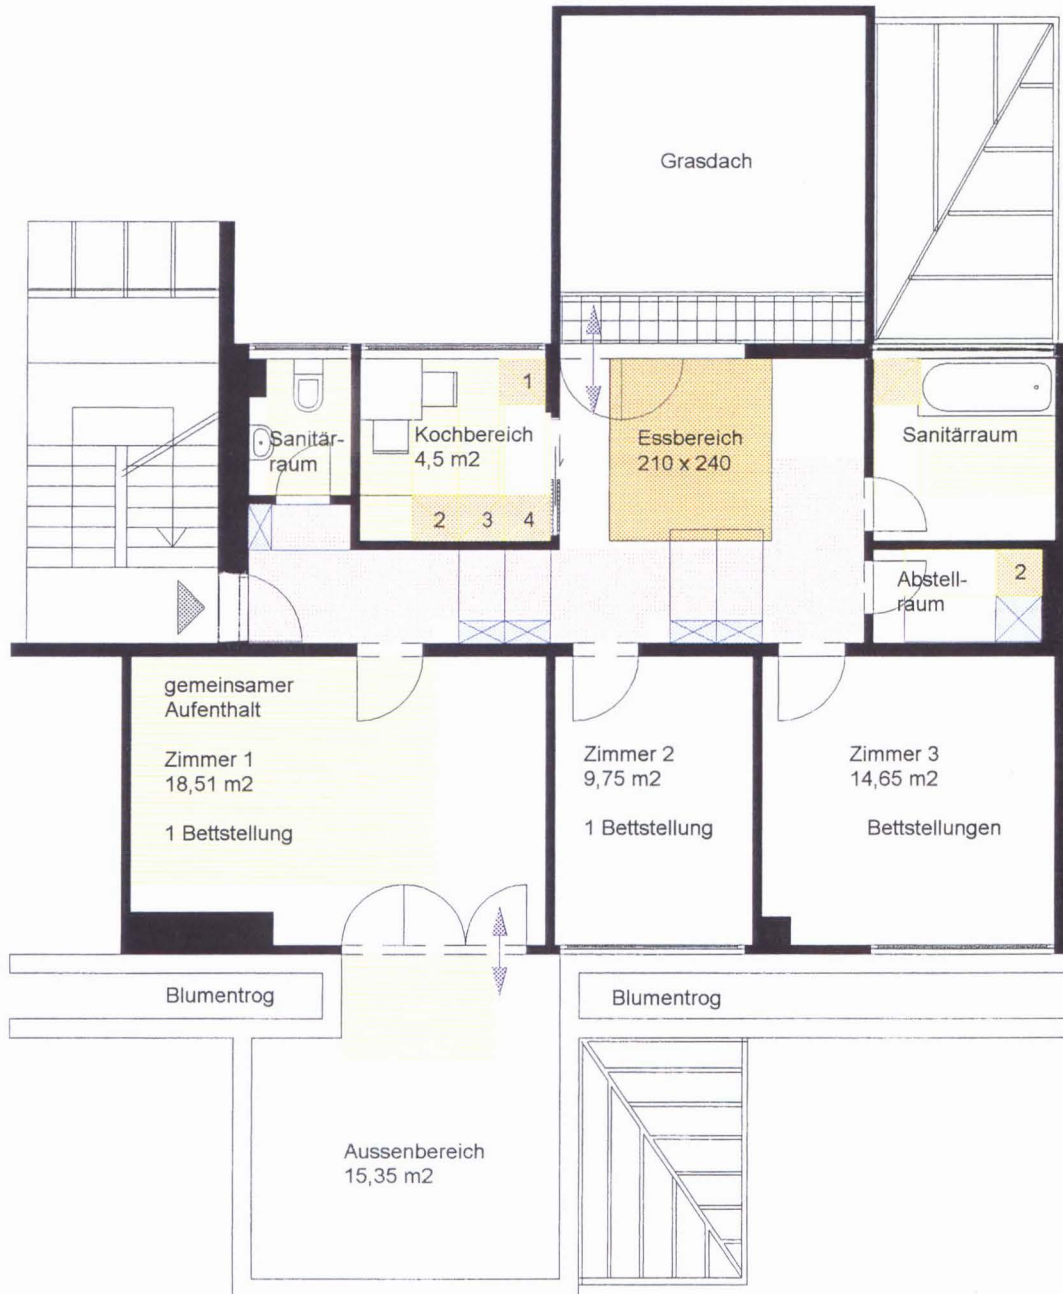 Grasdach
1
Sanitär-
raum
Kochbereich
4,5 m2
Essbereich
210 x 240
Sanitärraum
2 3 4
Abstell-
raum
2
gemeinsamer
Aufenthalt
Zimmer 1
18,51 m2
1 Bettstellung
Zimmer 2
9,75 m2
1 Bettstellung
Zimmer 3
14,65 m2
Bettstellungen
Blumentrog
Blumentrog
Aussenbereich
15,35 m2